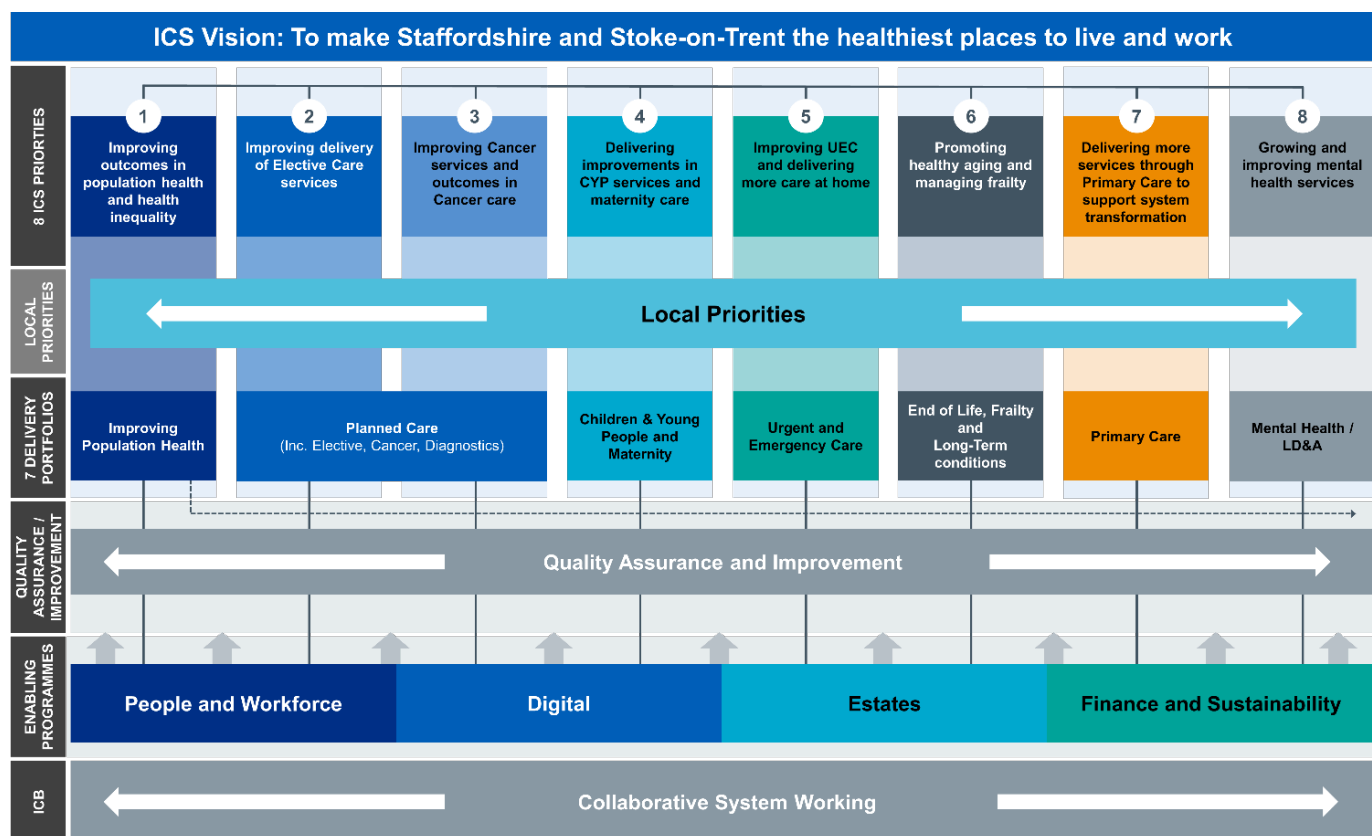 ICS Vision: To make Staffordshire and Stoke-on-Trent the healthiest places to live and work
8 ICS PRIORTIES
1
Improving
outcomes in
population health
and health
inequality
2
Improving delivery
of Elective Care
services
3
Improving Cancer
services and
outcomes in
Cancer care
4
Delivering
improvements in
CYP services and
maternity care
5
Improving UEC
and delivering
more care at home
6
Promoting
healthy aging and
managing frailty
7
Delivering more
services through
Primary Care to
support system
transformation
8
Growing and
improving mental
health services
LOCAL
PRIORITIES
Local Priorities
7 DELIVERY
PORTFOLIOS
Improving
Population Health
Planned Care
(Inc. Elective, Cancer, Diagnostics)
Children & Young
People and
Maternity
Urgent and
Emergency Care
End of Life, Frailty
and
Long-Term
conditions
Primary Care
Mental Health /
LD&A
QUALITY
ASSURANCE /
IMPROVEMENT
Quality Assurance and Improvement
ENABLING
PROGRAMMES
People and Workforce
Digital
Estates
Finance and Sustainability
ICB
Collaborative System Working